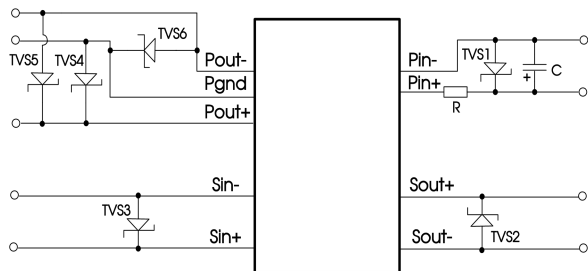 TVS6
TVS5 TVS4
Pout-
Pgnd
Pout+
Sin-
TVS3
Sin+
Pin-
TVS1
Pin+
+ C
R
Sout+
TVS2
Sout-